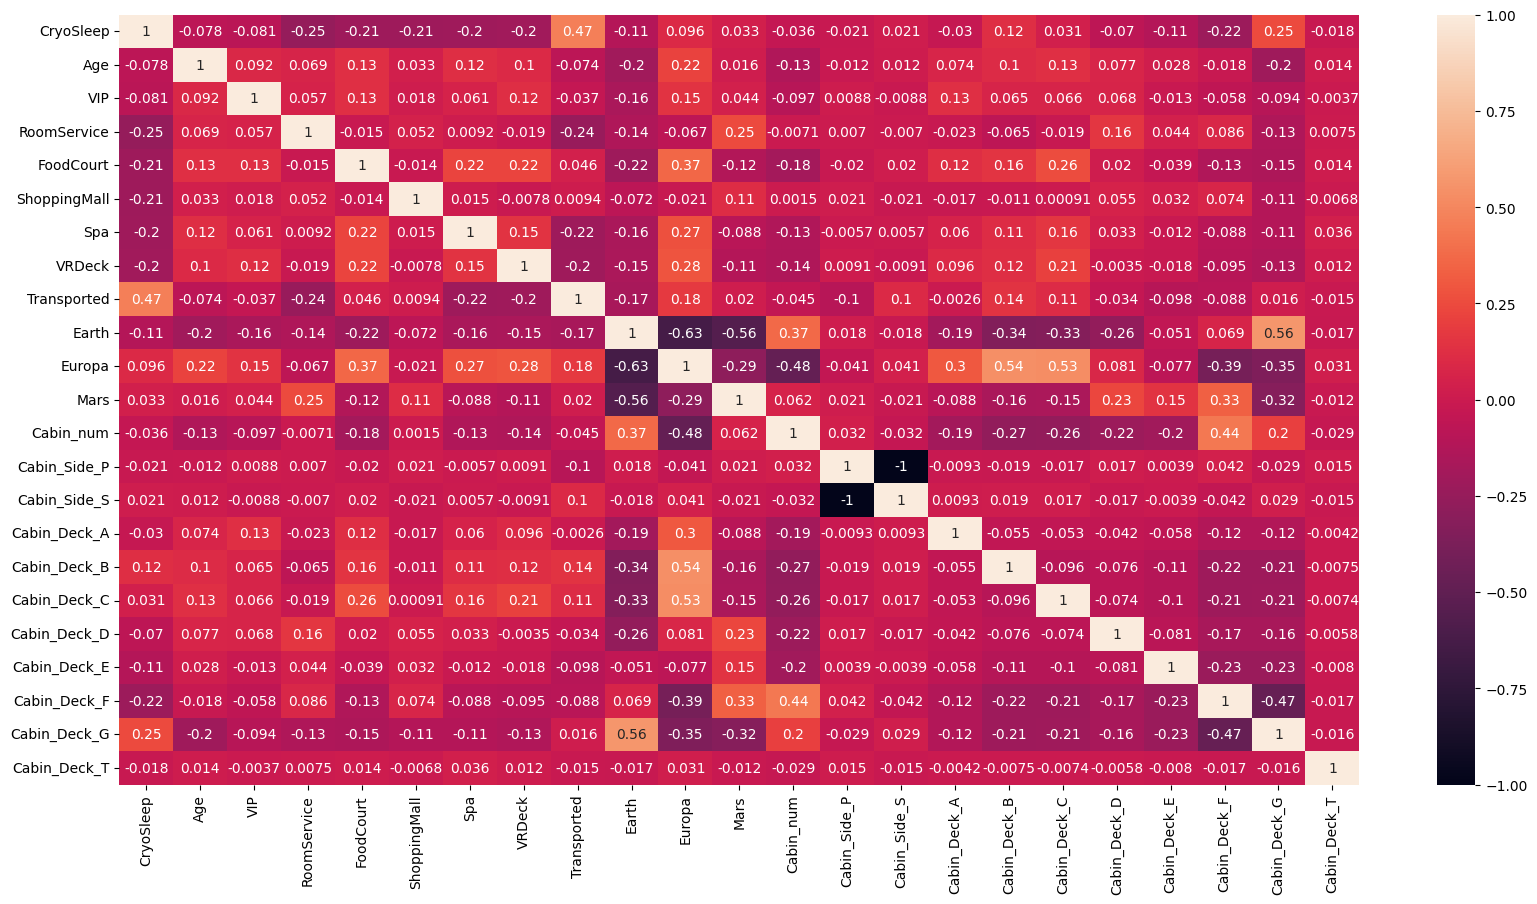 CryoSleep 1 -0.078 -0.081 -0.25 -0.21 -0.21 -0.2 -0.2 0.47 -0.11 0.096 0.033 -0.036 -0.021 0.021 -0.03 0.12 0.031 -0.07 -0.11 -0.22 0.25 -0.018 1.00
Age -0.078 1 0.092 0.069 0.13 0.033 0.12 0.1 -0.074 -0.2 0.22 0.016 -0.13 -0.012 0.012 0.074 0.1 0.13 0.077 0.028 -0.018 -0.2 0.014
VIP -0.081 0.092 1 0.057 0.13 0.018 0.061 0.12 -0.037 -0.16 0.15 0.044 -0.097 0.0088 -0.0088 0.13 0.065 0.066 0.068 -0.013 -0.058 -0.094 -0.0037
0.75
RoomService -0.25 0.069 0.057 1 -0.015 0.052 0.0092 -0.019 -0.24 -0.14 -0.067 0.25 -0.0071 0.007 -0.007 -0.023 -0.065 -0.019 0.16 0.044 0.086 -0.13 0.0075
FoodCourt -0.21 0.13 0.13 -0.015 1 -0.014 0.22 0.22 0.046 -0.22 0.37 -0.12 -0.18 -0.02 0.02 0.12 0.16 0.26 0.02 -0.039 -0.13 -0.15 0.014
ShoppingMall -0.21 0.033 0.018 0.052 -0.014 1 0.015 -0.0078 0.0094 -0.072 -0.021 0.11 0.0015 0.021 -0.021 -0.017 -0.011 0.00091 0.055 0.032 0.074 -0.11 -0.0068
0.50
Spa -0.2 0.12 0.061 0.0092 0.22 0.015 1 0.15 -0.22 -0.16 0.27 -0.088 -0.13 -0.0057 0.0057 0.06 0.11 0.16 0.033 -0.012 -0.088 -0.11 0.036
VRDeck -0.2 0.1 0.12 -0.019 0.22 -0.0078 0.15 1 -0.2 -0.15 0.28 -0.11 -0.14 0.0091 -0.0091 0.096 0.12 0.21 -0.0035 -0.018 -0.095 -0.13 0.012
Transported 0.47 -0.074 -0.037 -0.24 0.046 0.0094 -0.22 -0.2 1 -0.17 0.18 0.02 -0.045 -0.1 0.1 -0.0026 0.14 0.11 -0.034 -0.098 -0.088 0.016 -0.015
0.25
Earth -0.11 -0.2 -0.16 -0.14 -0.22 -0.072 -0.16 -0.15 -0.17 1 -0.63 -0.56 0.37 0.018 -0.018 -0.19 -0.34 -0.33 -0.26 -0.051 0.069 0.56 -0.017
Europa 0.096 0.22 0.15 -0.067 0.37 -0.021 0.27 0.28 0.18 -0.63 1 -0.29 -0.48 -0.041 0.041 0.3 0.54 0.53 0.081 -0.077 -0.39 -0.35 0.031
Mars 0.033 0.016 0.044 0.25 -0.12 0.11 -0.088 -0.11 0.02 -0.56 -0.29 1 0.062 0.021 -0.021 -0.088 -0.16 -0.15 0.23 0.15 0.33 -0.32 -0.012 0.00
Cabin_num -0.036 -0.13 -0.097 -0.0071 -0.18 0.0015 -0.13 -0.14 -0.045 0.37 -0.48 0.062 1 0.032 -0.032 -0.19 -0.27 -0.26 -0.22 -0.2 0.44 0.2 -0.029
Cabin_Side_P -0.021 -0.012 0.0088 0.007 -0.02 0.021 -0.0057 0.0091 -0.1 0.018 -0.041 0.021 0.032 1 -1 -0.0093 -0.019 -0.017 0.017 0.0039 0.042 -0.029 0.015
Cabin_Side_S 0.021 0.012 -0.0088 -0.007 0.02 -0.021 0.0057 -0.0091 0.1 -0.018 0.041 -0.021 -0.032 -1 1 0.0093 0.019 0.017 -0.017 -0.0039 -0.042 0.029 -0.015
−0.25
Cabin_Deck_A -0.03 0.074 0.13 -0.023 0.12 -0.017 0.06 0.096 -0.0026 -0.19 0.3 -0.088 -0.19 -0.0093 0.0093 1 -0.055 -0.053 -0.042 -0.058 -0.12 -0.12 -0.0042
Cabin_Deck_B 0.12 0.1 0.065 -0.065 0.16 -0.011 0.11 0.12 0.14 -0.34 0.54 -0.16 -0.27 -0.019 0.019 -0.055 1 -0.096 -0.076 -0.11 -0.22 -0.21 -0.0075
Cabin_Deck_C 0.031 0.13 0.066 -0.019 0.26 0.00091 0.16 0.21 0.11 -0.33 0.53 -0.15 -0.26 -0.017 0.017 -0.053 -0.096 1 -0.074 -0.1 -0.21 -0.21 -0.0074
−0.50
Cabin_Deck_D -0.07 0.077 0.068 0.16 0.02 0.055 0.033 -0.0035 -0.034 -0.26 0.081 0.23 -0.22 0.017 -0.017 -0.042 -0.076 -0.074 1 -0.081 -0.17 -0.16 -0.0058
Cabin_Deck_E -0.11 0.028 -0.013 0.044 -0.039 0.032 -0.012 -0.018 -0.098 -0.051 -0.077 0.15 -0.2 0.0039 -0.0039 -0.058 -0.11 -0.1 -0.081 1 -0.23 -0.23 -0.008
−0.75
Cabin_Deck_F -0.22 -0.018 -0.058 0.086 -0.13 0.074 -0.088 -0.095 -0.088 0.069 -0.39 0.33 0.44 0.042 -0.042 -0.12 -0.22 -0.21 -0.17 -0.23 1 -0.47 -0.017
Cabin_Deck_G 0.25 -0.2 -0.094 -0.13 -0.15 -0.11 -0.11 -0.13 0.016 0.56 -0.35 -0.32 0.2 -0.029 0.029 -0.12 -0.21 -0.21 -0.16 -0.23 -0.47 1 -0.016
Cabin_Deck_T -0.018 0.014 -0.0037 0.0075 0.014 -0.0068 0.036 0.012 -0.015 -0.017 0.031 -0.012 -0.029 0.015 -0.015 -0.0042 -0.0075 -0.0074 -0.0058 -0.008 -0.017 -0.016 1
−1.00
CryoSleep
Age
VIP
RoomService
FoodCourt
ShoppingMall
Spa
VRDeck
Transported
Earth
Europa
Mars
Cabin_num
Cabin_Side_P
Cabin_Side_S
Cabin_Deck_A
Cabin_Deck_B
Cabin_Deck_C
Cabin_Deck_D
Cabin_Deck_E
Cabin_Deck_F
Cabin_Deck_G
Cabin_Deck_T